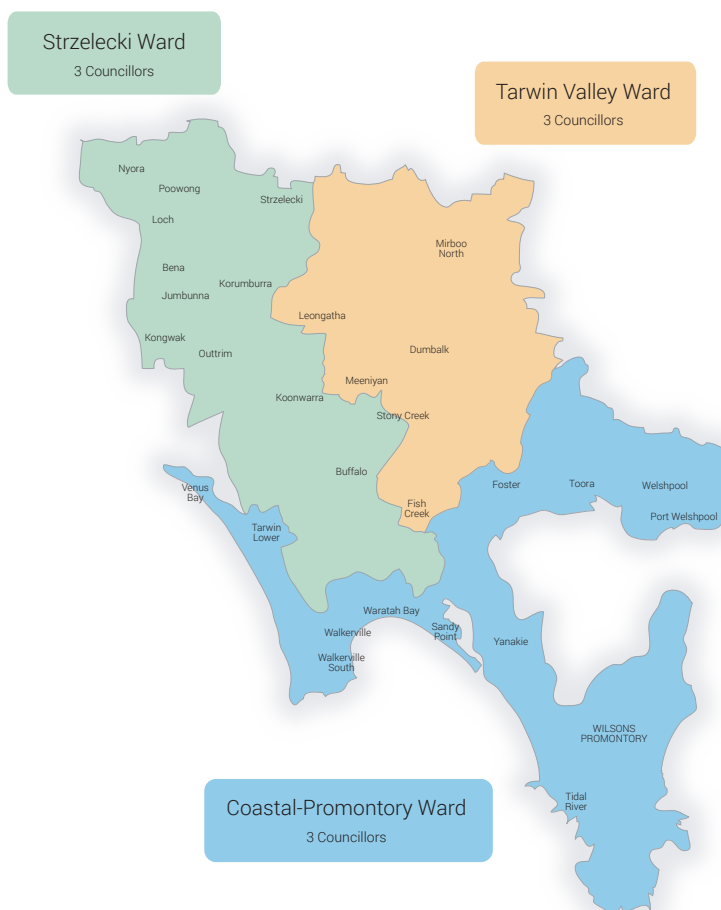 Strzelecki Ward
3 Councillors
Tarwin Valley Ward
3 Councillors
Nyora
Poowong
Strzelecki
Loch
Mirboo
North
Bena
Korumburra
Jumbunna
Leongatha
Kongwak
Outtrim
Dumbalk
Meeniyan
Koonwarra
Stony Creek
Buffalo
Venus
Bay
Foster
Toora
Welshpool
Fish
Creek
Port Welshpool
Tarwin
Lower
Waratah Bay
Walkerville
Sandy
Point
Yanakie
Walkerville
South
WILSONS
PROMONTORY
Tidal
River
Coastal-Promontory Ward
3 Councillors